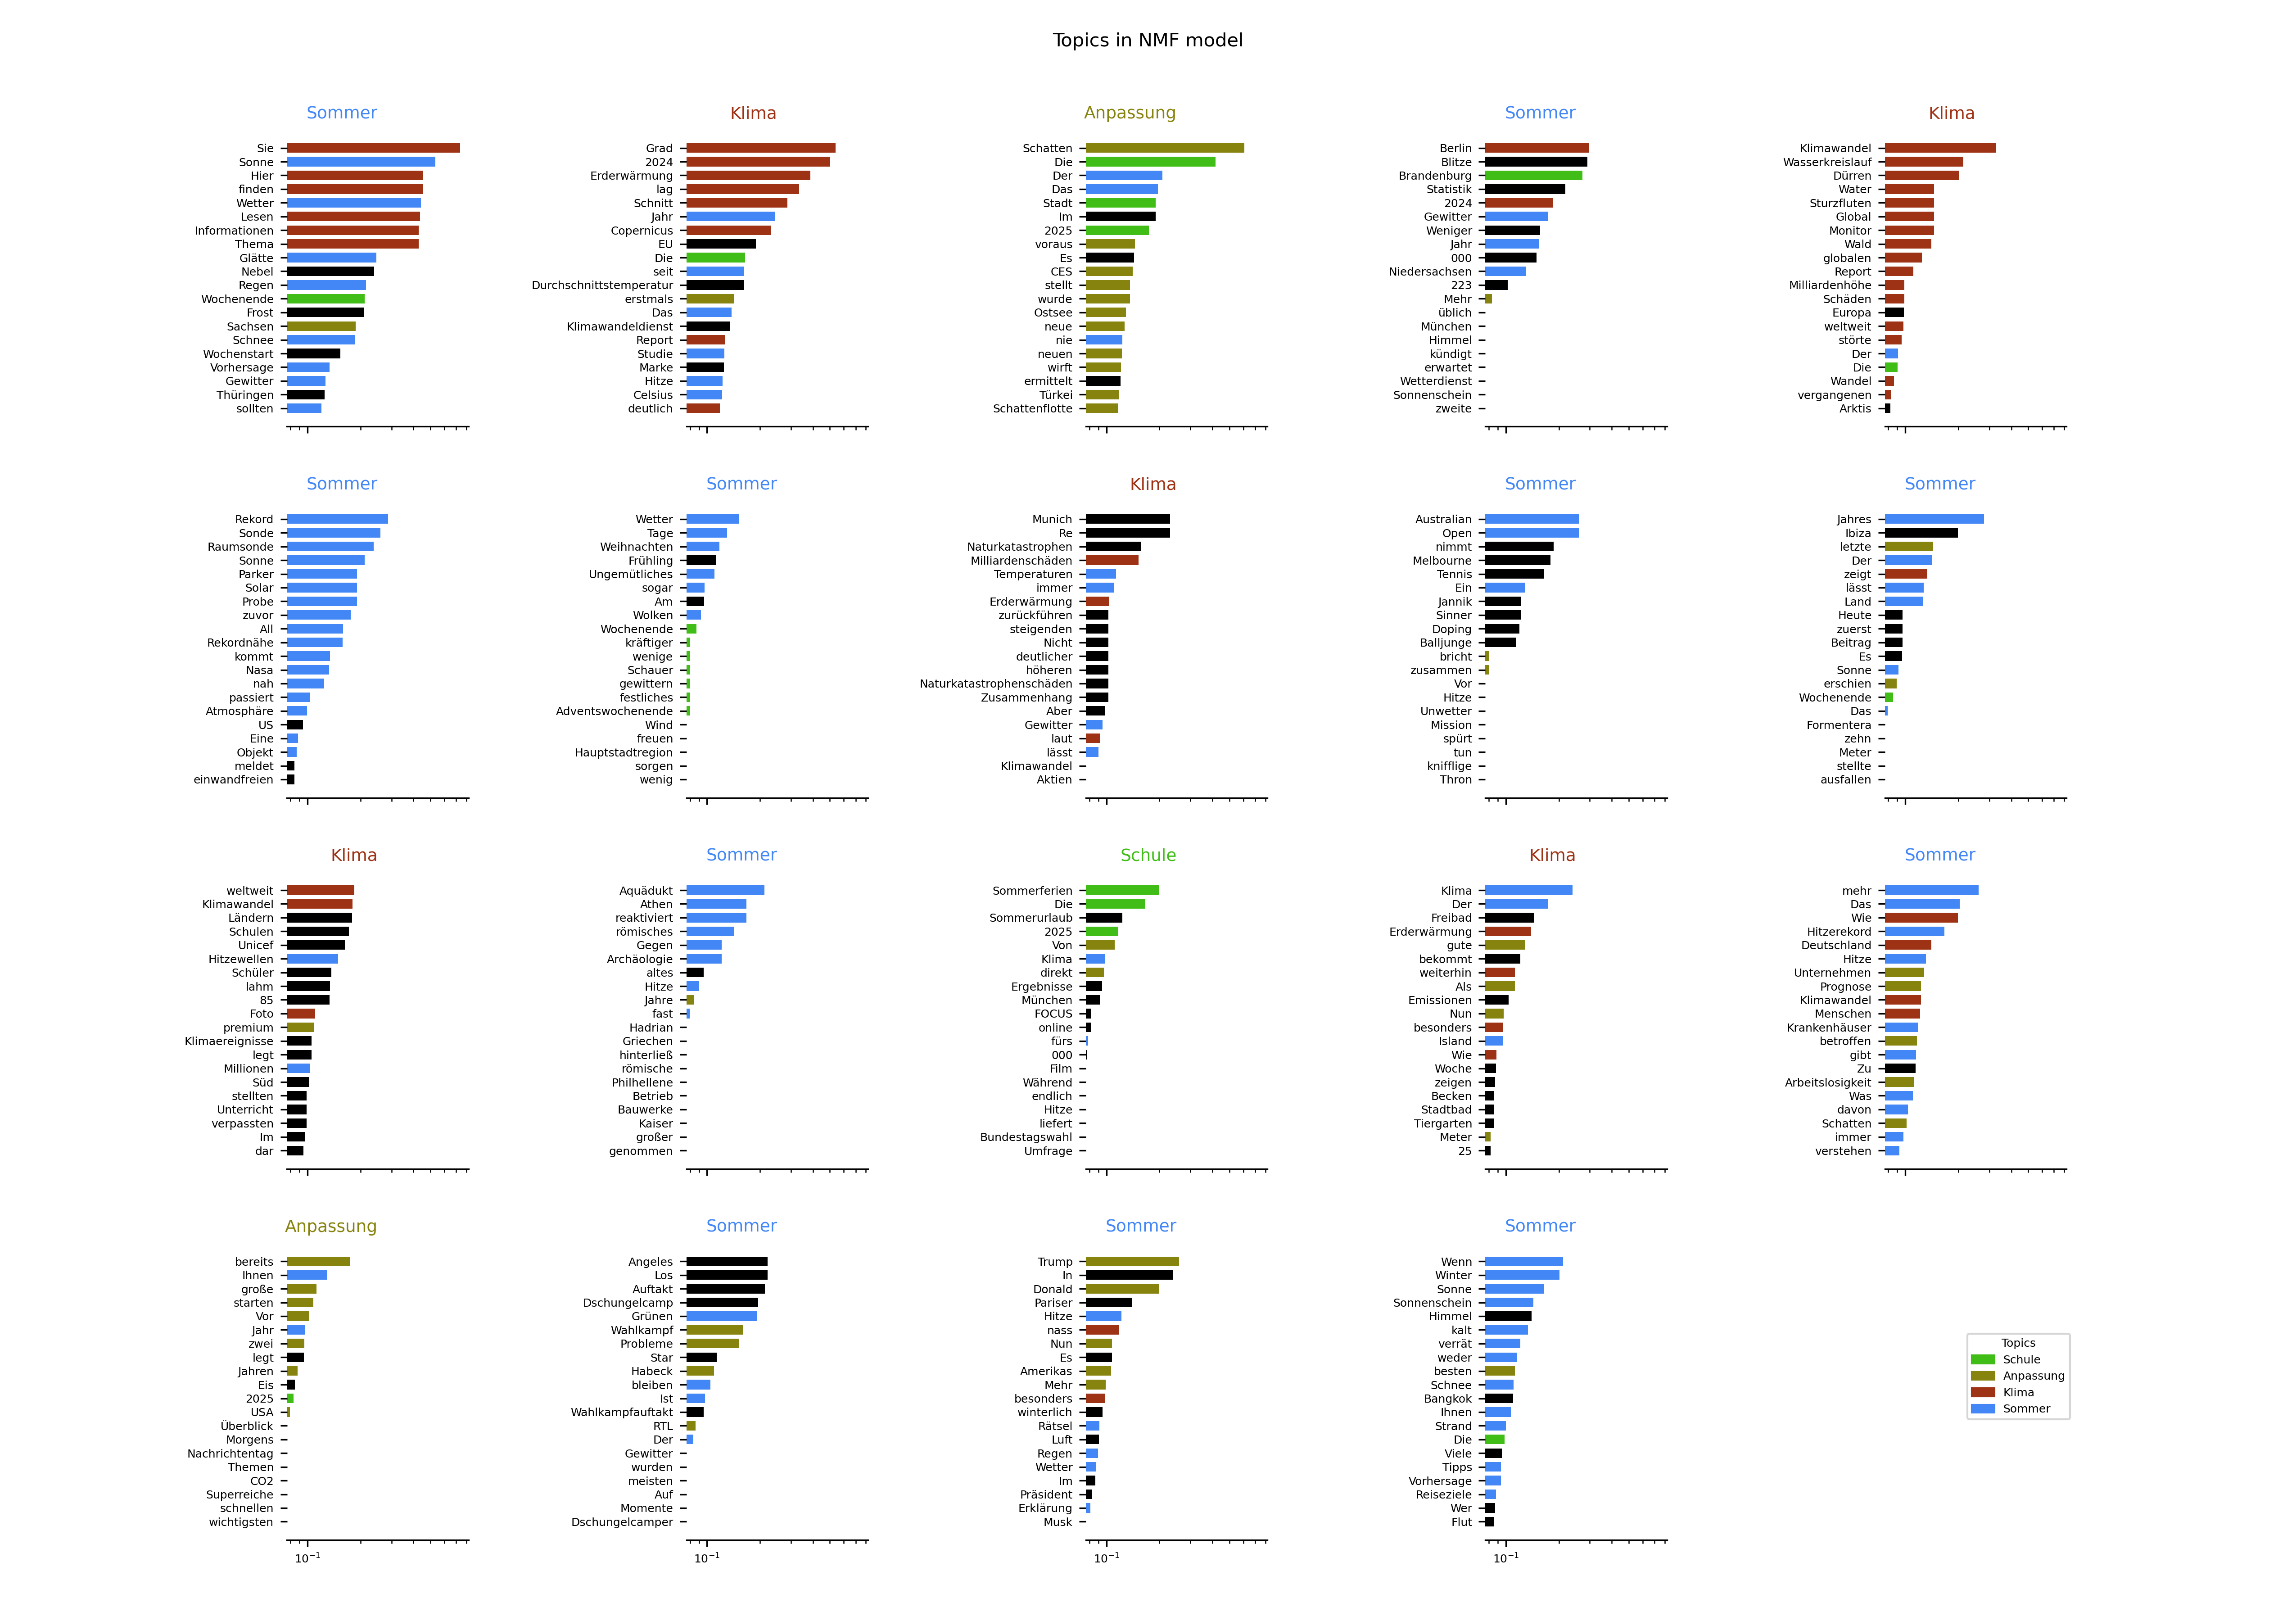 Topics in NMF model
Sommer
Sie
Sonne
Hier
finden
Wetter
Lesen
Informationen
Thema
Glätte
Nebel
Regen
Wochenende
Frost
Sachsen
Schnee
Wochenstart
Vorhersage
Gewitter
Thüringen
sollten
Klima
Grad
2024
Erderwärmung
lag
Schnitt
Jahr
Copernicus
EU
Die
seit
Durchschnittstemperatur
erstmals
Das
Klimawandeldienst
Report
Studie
Marke
Hitze
Celsius
deutlich
Anpassung
Schatten
Die
Der
Das
Stadt
Im
2025
voraus
Es
CES
stellt
wurde
Ostsee
neue
nie
neuen
wirft
ermittelt
Türkei
Schattenflotte
Sommer
Berlin
Blitze
Brandenburg
Statistik
2024
Gewitter
Weniger
Jahr
000
Niedersachsen
223
Mehr
üblich
München
Himmel
kündigt
erwartet
Wetterdienst
Sonnenschein
zweite
Klima
Klimawandel
Wasserkreislauf
Dürren
Water
Sturzfluten
Global
Monitor
Wald
globalen
Report
Milliardenhöhe
Schäden
Europa
weltweit
störte
Der
Die
Wandel
vergangenen
Arktis
Sommer
Rekord
Sonde
Raumsonde
Sonne
Parker
Solar
Probe
zuvor
All
Rekordnähe
kommt
Nasa
nah
passiert
Atmosphäre
US
Eine
Objekt
meldet
einwandfreien
Sommer
Wetter
Tage
Weihnachten
Frühling
Ungemütliches
sogar
Am
Wolken
Wochenende
kräftiger
wenige
Schauer
gewittern
festliches
Adventswochenende
Wind
freuen
Hauptstadtregion
sorgen
wenig
Klima
Munich
Re
Naturkatastrophen
Milliardenschäden
Temperaturen
immer
Erderwärmung
zurückführen
steigenden
Nicht
deutlicher
höheren
Naturkatastrophenschäden
Zusammenhang
Aber
Gewitter
laut
lässt
Klimawandel
Aktien
Sommer
Australian
Open
nimmt
Melbourne
Tennis
Ein
Jannik
Sinner
Doping
Balljunge
bricht
zusammen
Vor
Hitze
Unwetter
Mission
spürt
tun
knifflige
Thron
Sommer
Jahres
Ibiza
letzte
Der
zeigt
lässt
Land
Heute
zuerst
Beitrag
Es
Sonne
erschien
Wochenende
Das
Formentera
zehn
Meter
stellte
ausfallen
Klima
weltweit
Klimawandel
Ländern
Schulen
Unicef
Hitzewellen
Schüler
lahm
85
Foto
premium
Klimaereignisse
legt
Millionen
Süd
stellten
Unterricht
verpassten
Im
dar
Sommer
Aquädukt
Athen
reaktiviert
römisches
Gegen
Archäologie
altes
Hitze
Jahre
fast
Hadrian
Griechen
hinterließ
römische
Philhellene
Betrieb
Bauwerke
Kaiser
großer
genommen
Schule
Sommerferien
Die
Sommerurlaub
2025
Von
Klima
direkt
Ergebnisse
München
FOCUS
online
fürs
000
Film
Während
endlich
Hitze
liefert
Bundestagswahl
Umfrage
Klima
Klima
Der
Freibad
Erderwärmung
gute
bekommt
weiterhin
Als
Emissionen
Nun
besonders
Island
Wie
Woche
zeigen
Becken
Stadtbad
Tiergarten
Meter
25
Sommer
mehr
Das
Wie
Hitzerekord
Deutschland
Hitze
Unternehmen
Prognose
Klimawandel
Menschen
Krankenhäuser
betroffen
gibt
Zu
Arbeitslosigkeit
Was
davon
Schatten
immer
verstehen
Anpassung
bereits
Ihnen
große
starten
Vor
Jahr
zwei
legt
Jahren
Eis
2025
USA
Überblick
Morgens
Nachrichtentag
Themen
CO2
Superreiche
schnellen
wichtigsten
10⁻¹
Sommer
Angeles
Los
Auftakt
Dschungelcamp
Grünen
Wahlkampf
Probleme
Star
Habeck
bleiben
Ist
Wahlkampfauftakt
RTL
Der
Gewitter
wurden
meisten
Auf
Momente
Dschungelcamper
10⁻¹
Sommer
Trump
In
Donald
Pariser
Hitze
nass
Nun
Es
Amerikas
Mehr
besonders
winterlich
Rätsel
Luft
Regen
Wetter
Im
Präsident
Erklärung
Musk
10⁻¹
Sommer
Wenn
Winter
Sonne
Sonnenschein
Himmel
kalt
verrät
weder
besten
Schnee
Bangkok
Ihnen
Strand
Die
Viele
Tipps
Vorhersage
Reiseziele
Wer
Flut
10⁻¹
Topics
Schule
Anpassung
Klima
Sommer